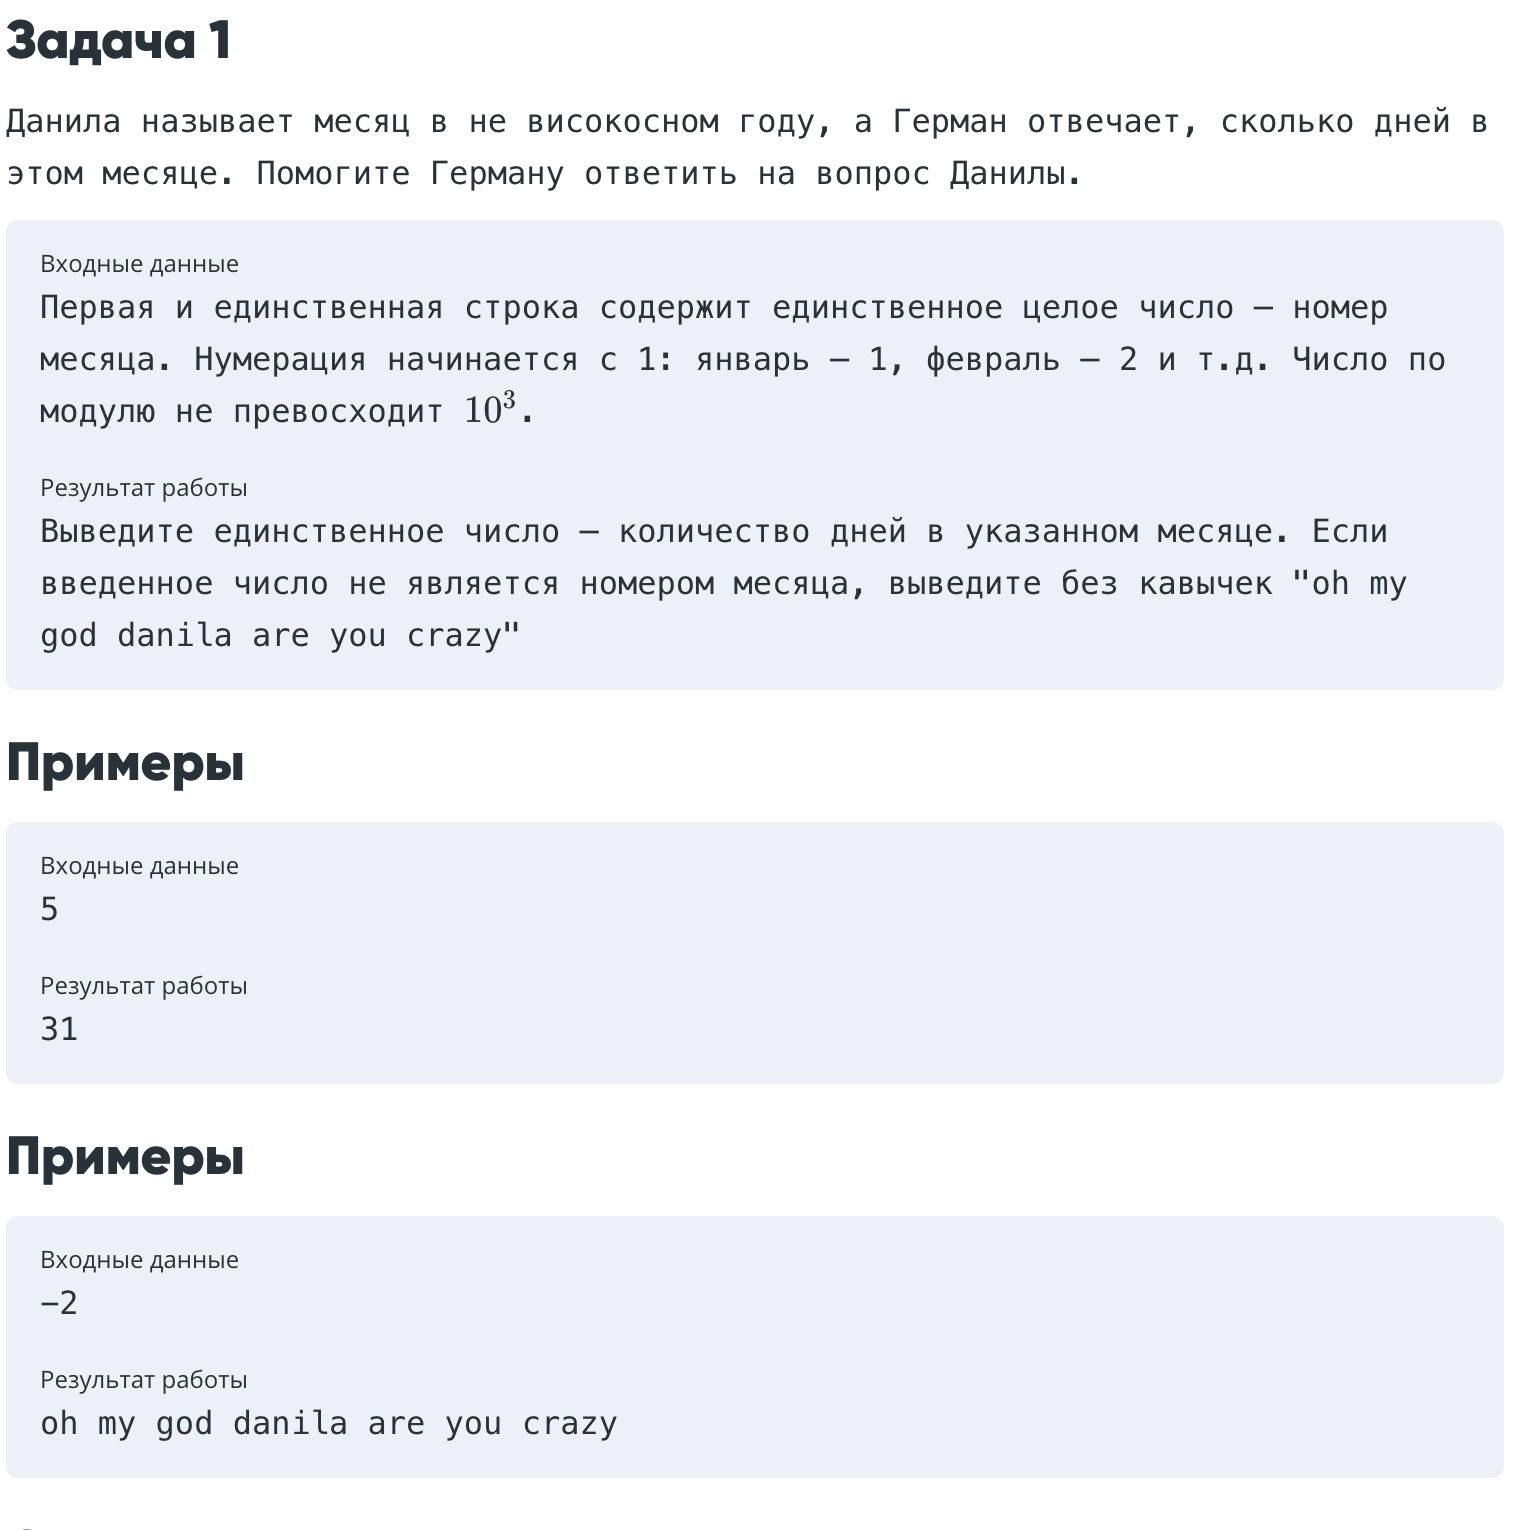 Задача 1
Данила называет месяц в не високосном году, а Герман отвечает, сколько дней в
этом месяце. Помогите Герману ответить на вопрос Данилы.
Входные данные
Первая и единственная строка содержит единственное целое число – номер
месяца. Нумерация начинается с 1: январь – 1, февраль – 2 и т.д. Число по
модулю не превосходит 10³.
Результат работы
Выведите единственное число – количество дней в указанном месяце. Если
введенное число не является номером месяца, выведите без кавычек "oh my
god danila are you crazy"
Примеры
Входные данные
5
Результат работы
31
Примеры
Входные данные
–2
Результат работы
oh my god danila are you crazy